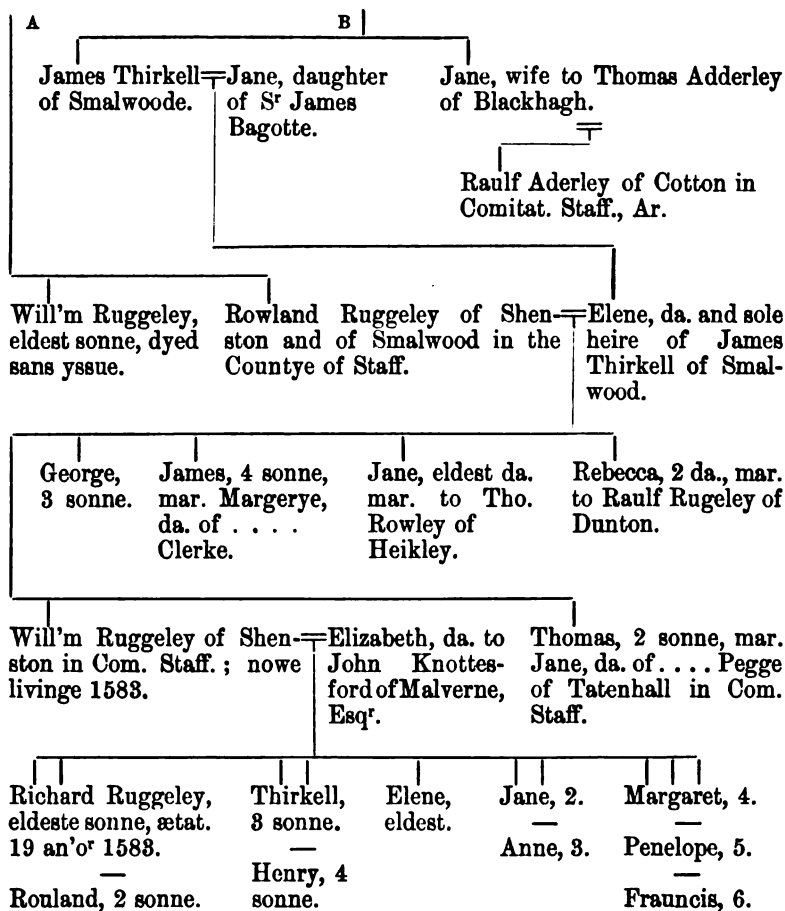 A
B
James Thirkell
of Smalwoode.
Jane, daughter
of Sr James
Bagotte.
Jane, wife to Thomas Adderley
of Blackhagh.
Raulf Aderley of Cotton in
Comitat. Staff., Ar.
Will'm Ruggeley,
eldest sonne, dyed
sans yssue.
Rowland Ruggeley of Shen-
ston and of Smalwood in the
Countye of Staff.
Elene, da. and sole
heire of James
Thirkell of Smal-
wood.
George,
3 sonne.
James, 4 sonne,
mar. Margerye,
da. of . . . .
Clerke.
Jane, eldest da.
mar. to Tho.
Rowley of
Heikley.
Rebecca, 2 da., mar.
to Raulf Rugeley of
Dunton.
Will'm Ruggeley of Shen-
ston in Com. Staff. ; nowe
livinge 1583.
Elizabeth, da. to
John Knottes-
ford of Malverne,
Esqr.
Thomas, 2 sonne, mar.
Jane, da. of . . . . Pegge
of Tatenhall in Com.
Staff.
Richard Ruggeley,
eldeste sonne, ætat.
19 an'or 1583.
—
Rouland, 2 sonne.
Thirkell,
3 sonne.
—
Henry, 4
sonne.
Elene,
eldest.
Jane, 2.
—
Anne, 3.
Margaret, 4.
—
Penelope, 5.
—
Frauncis, 6.